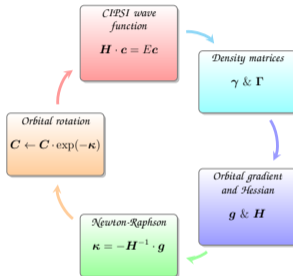 CIPSI wave
function
H · c = Ec
Density matrices
γ & Γ
Orbital gradient
and Hessian
g & H
Newton-Raphson
κ = −H⁻¹ · g
Orbital rotation
C ← C · exp(−κ)